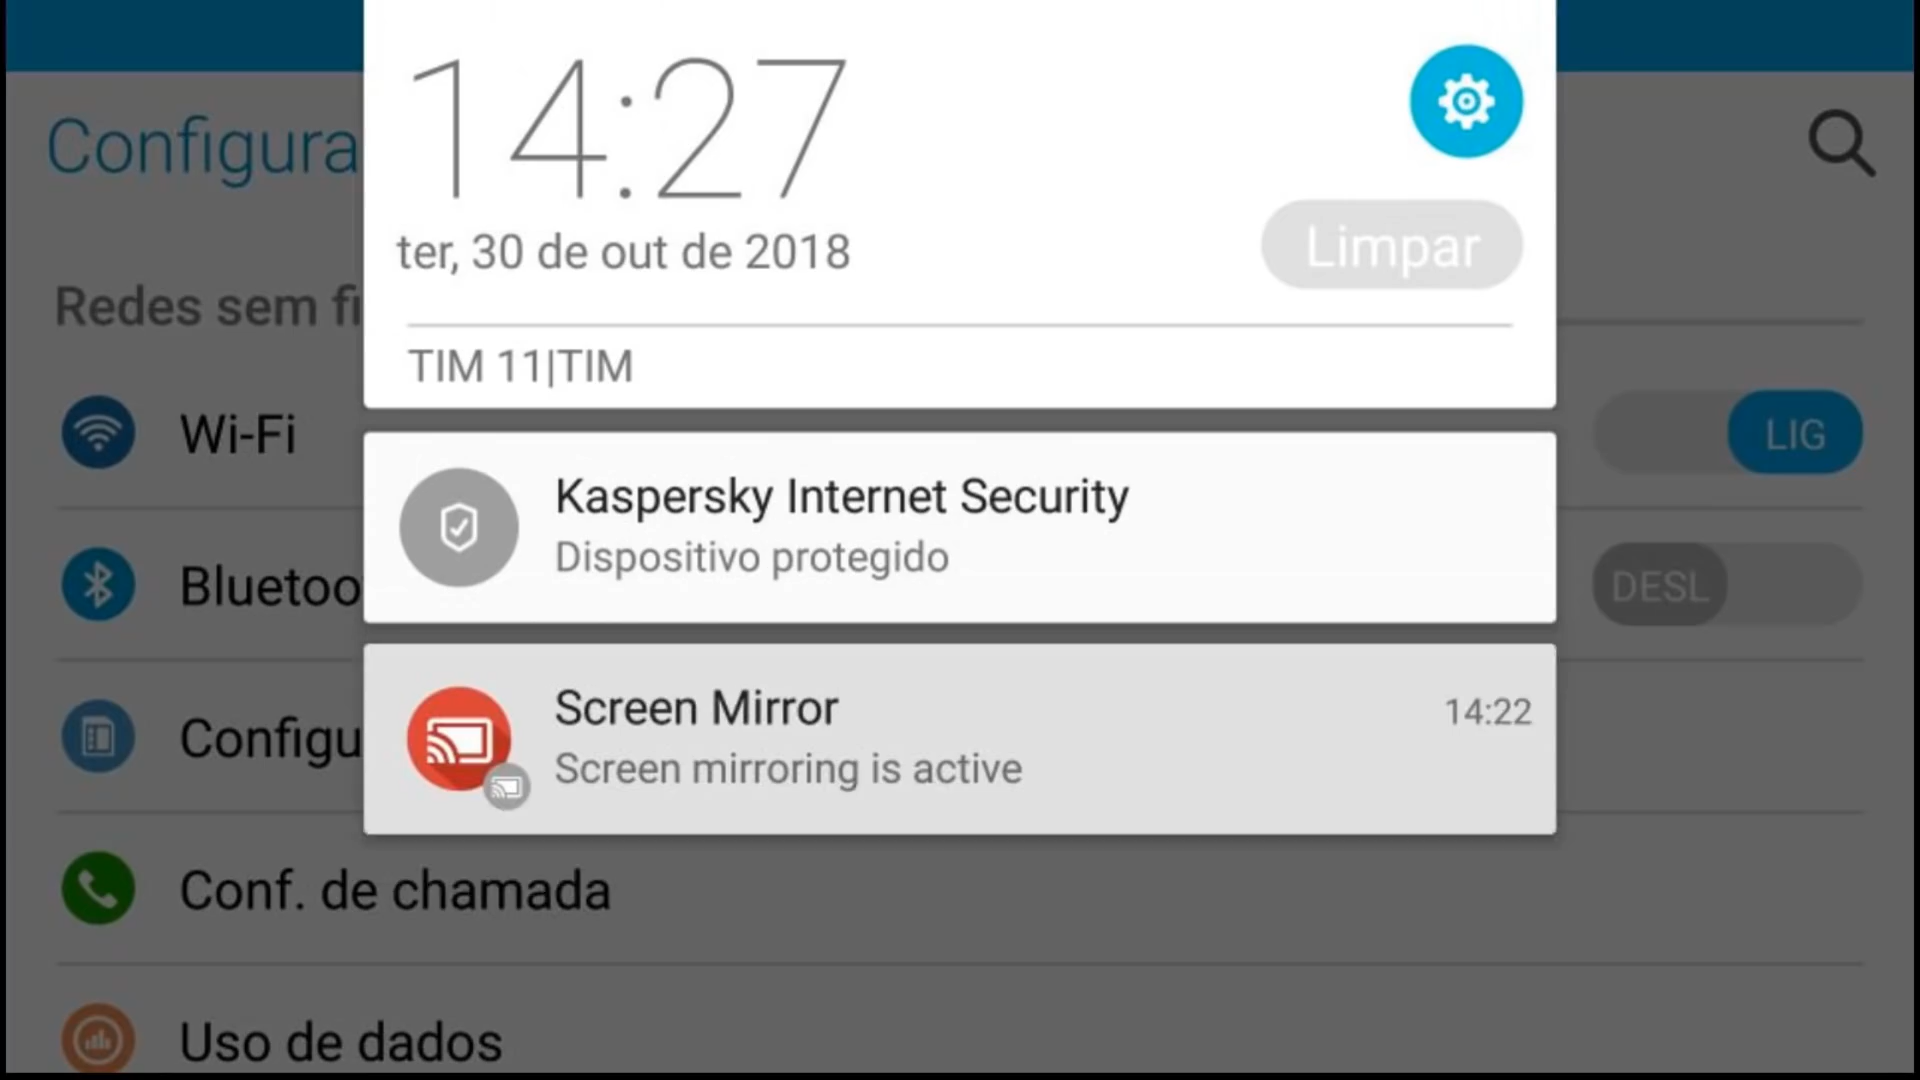 14:27
ter, 30 de out de 2018
Limpar
TIM 11|TIM
Kaspersky Internet Security
Dispositivo protegido
Screen Mirror
14:22
Screen mirroring is active
Configura
Redes sem fi
Wi-Fi
LIG
Bluetoo
DESL
Configu
Conf. de chamada
Uso de dados